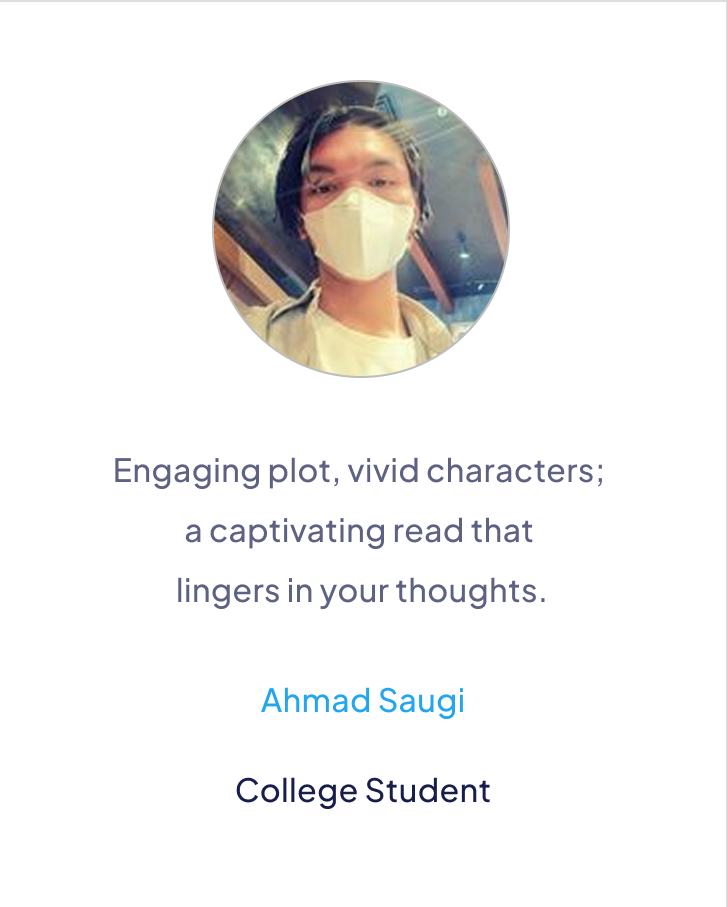 Engaging plot, vivid characters;
a captivating read that
lingers in your thoughts.
Ahmad Saugi
College Student